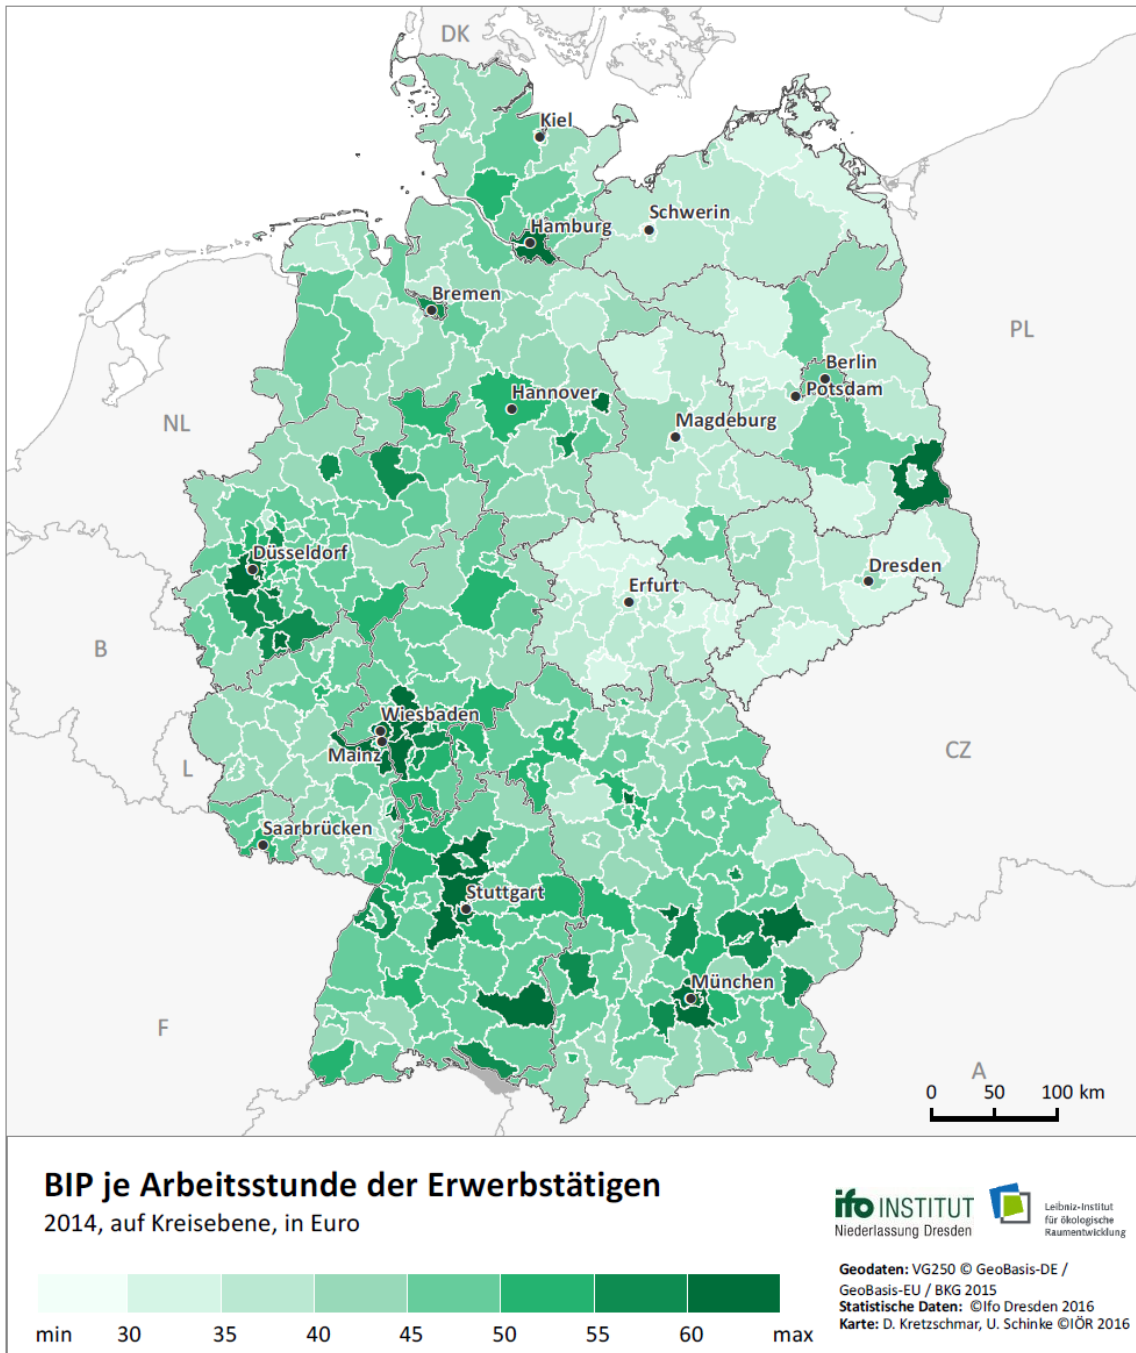 DK
Kiel
Schwerin
Hamburg
Bremen
PL
Berlin
Potsdam
Hannover
NL
Magdeburg
Düsseldorf
Dresden
Erfurt
B
Wiesbaden
Mainz
CZ
L
Saarbrücken
Stuttgart
München
F
A
0 50 100 km
BIP je Arbeitsstunde der Erwerbstätigen
2014, auf Kreisebene, in Euro
ifo INSTITUT
Niederlassung Dresden
Leibniz-Institut
für ökologische
Raumentwicklung
Geodaten: VG250 © GeoBasis-DE /
GeoBasis-EU / BKG 2015
Statistische Daten: ©Ifo Dresden 2016
Karte: D. Kretzschmar, U. Schinke ©IÖR 2016
min 30 35 40 45 50 55 60 max